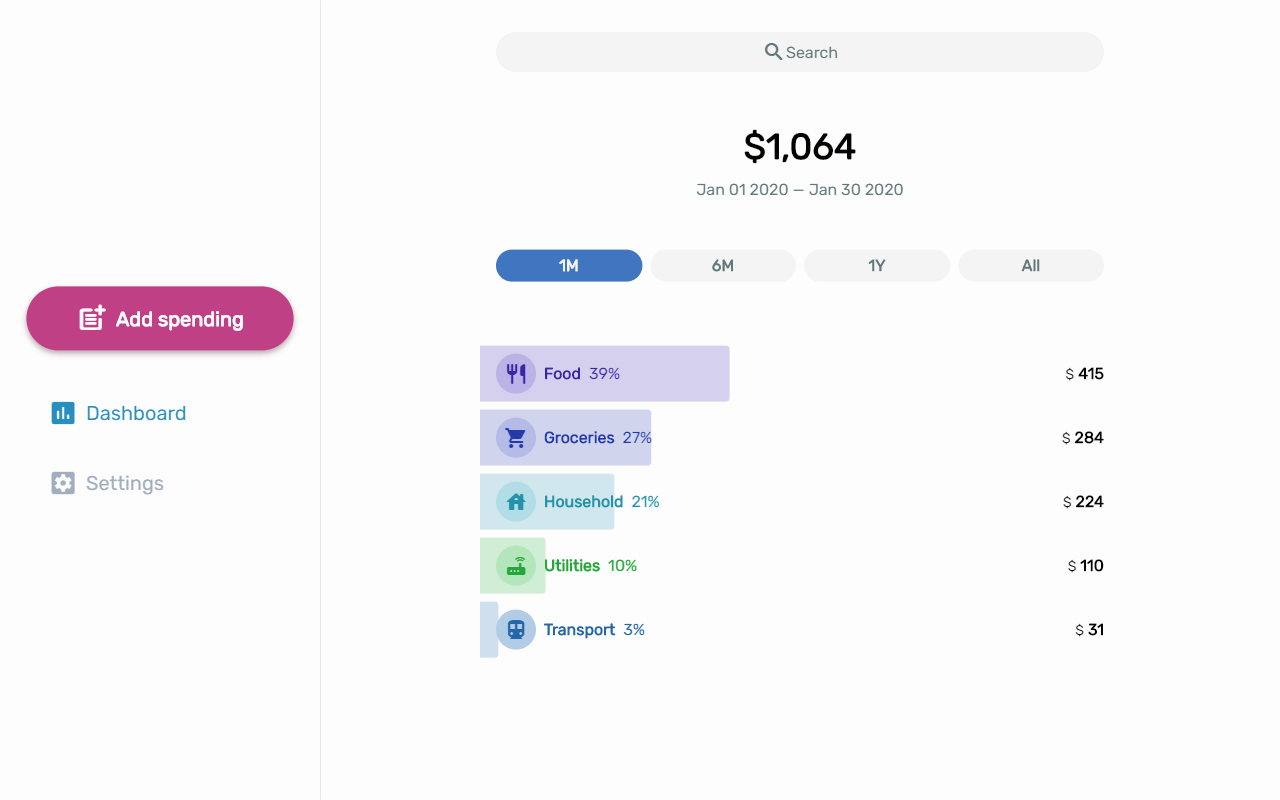 Search
$1,064
Jan 01 2020 — Jan 30 2020
1M 6M 1Y All
Add spending
Dashboard
Settings
Food 39% $ 415
Groceries 27% $ 284
Household 21% $ 224
Utilities 10% $ 110
Transport 3% $ 31